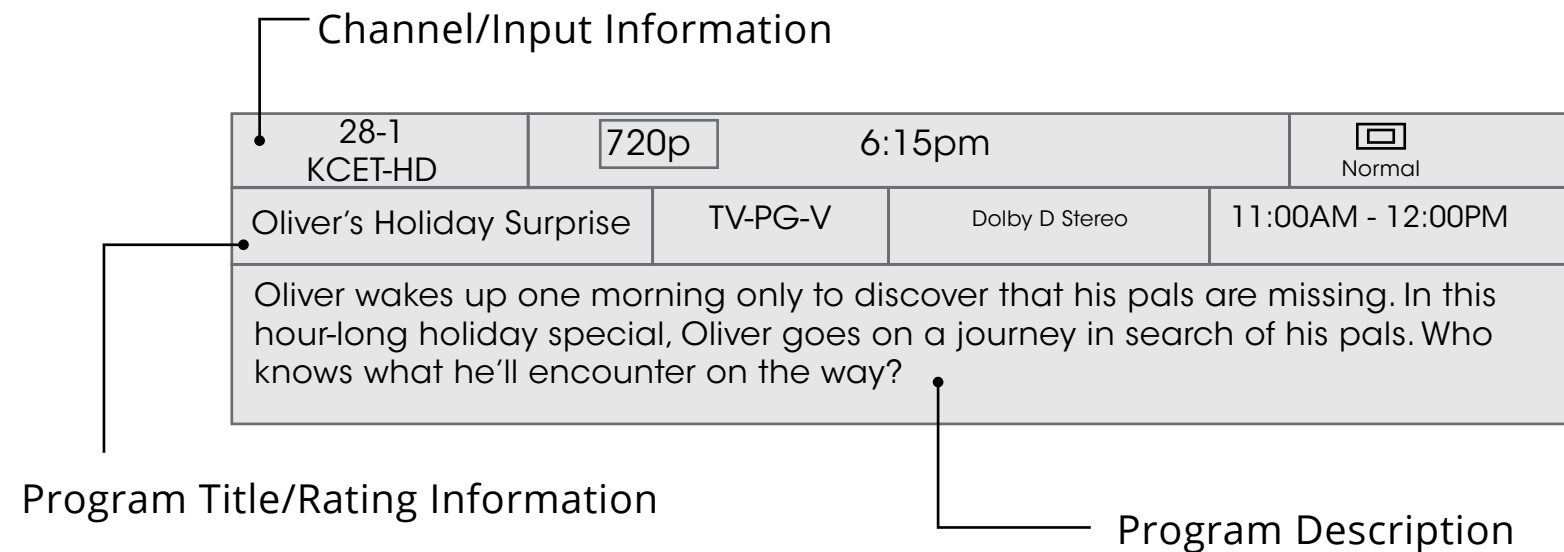 Channel/Input Information
28-1
KCET-HD
720p
6:15pm
Normal
Oliver’s Holiday Surprise
TV-PG-V
Dolby D Stereo
11:00AM - 12:00PM
Oliver wakes up one morning only to discover that his pals are missing. In this
hour-long holiday special, Oliver goes on a journey in search of his pals. Who
knows what he’ll encounter on the way?
Program Title/Rating Information
Program Description